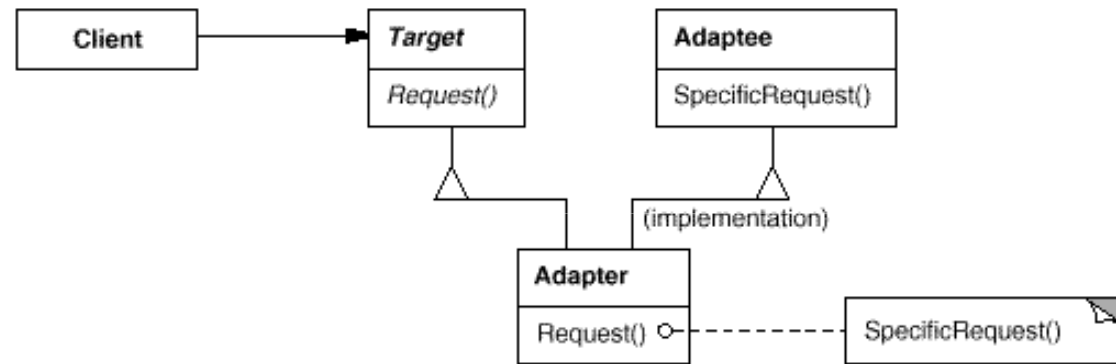 Client
Target
Request()
Adaptee
SpecificRequest()
(implementation)
Adapter
Request()
SpecificRequest()